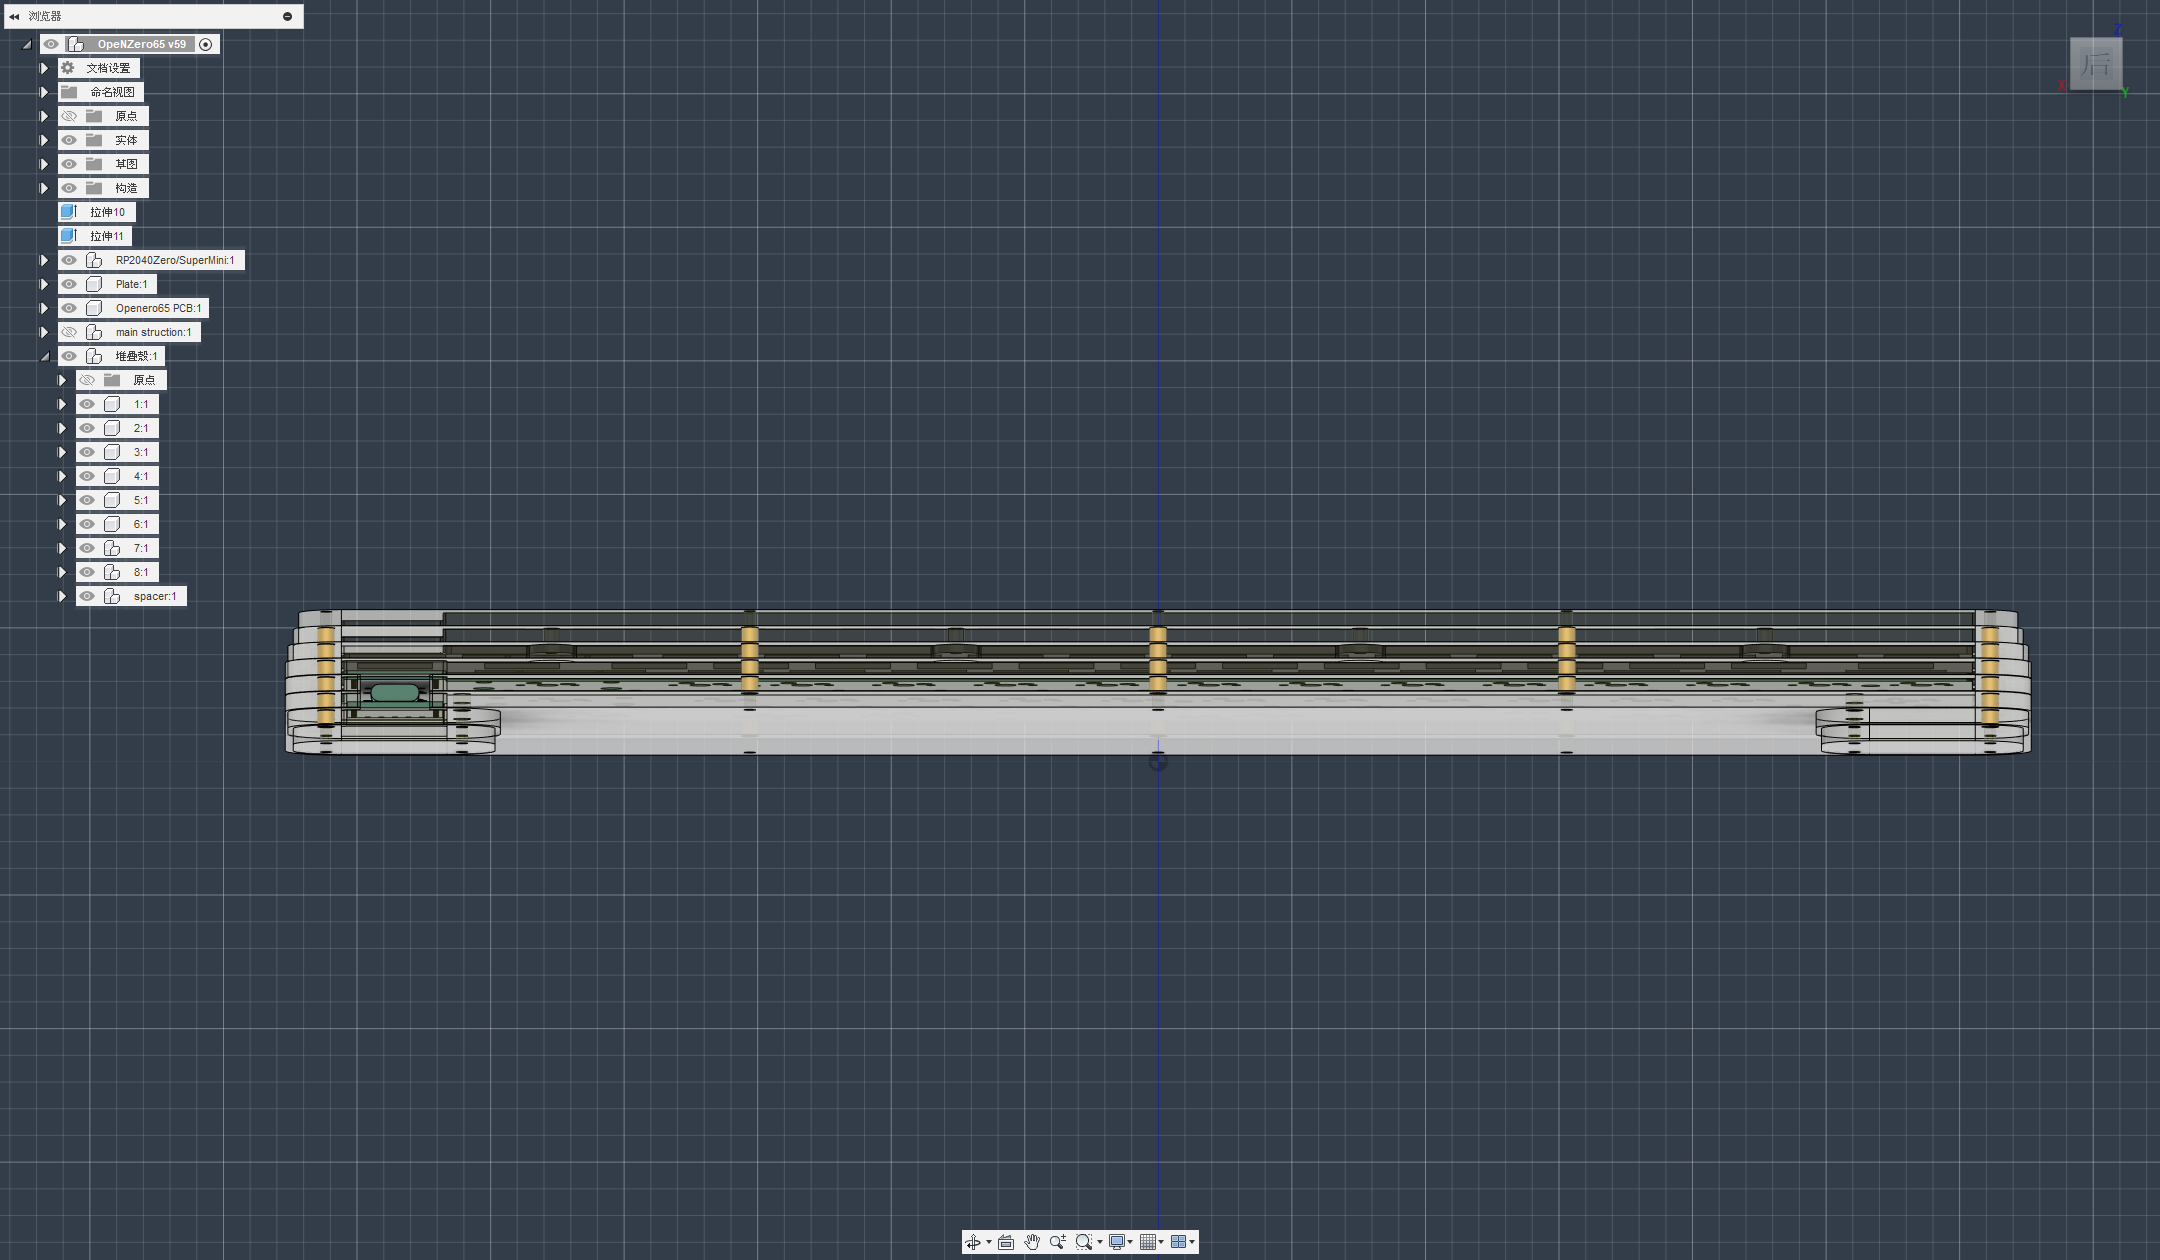 浏览器
OpeNZero65 v59
文档设置
命名视图
原点
实体
草图
构造
拉伸10
拉伸11
RP2040Zero/SuperMini:1
Plate:1
Openero65 PCB:1
main struction:1
堆叠殼:1
原点
1:1
2:1
3:1
4:1
5:1
6:1
7:1
8:1
spacer:1
Z
后
X
Y